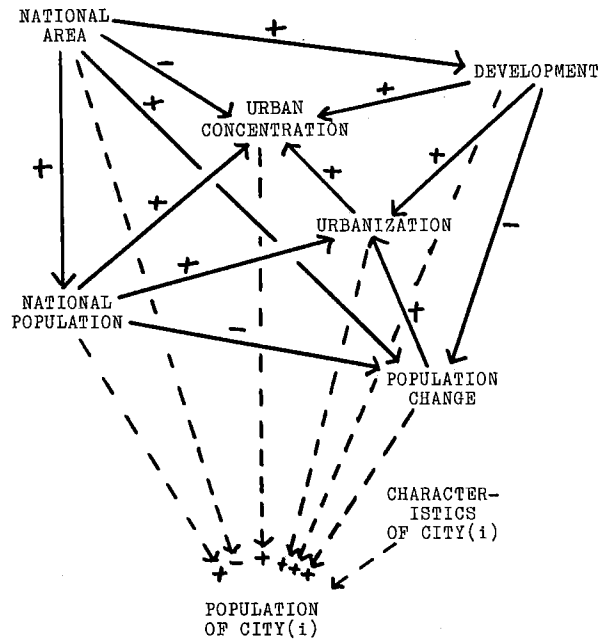 NATIONAL
AREA
+
DEVELOPMENT
-
+
+
URBAN
CONCENTRATION
+
+
+
+
URBANIZATION
-
+
NATIONAL
POPULATION
-
+
POPULATION
CHANGE
CHARACTER-
ISTICS
OF CITY(i)
+
-
+
+
+
+
POPULATION
OF CITY(i)